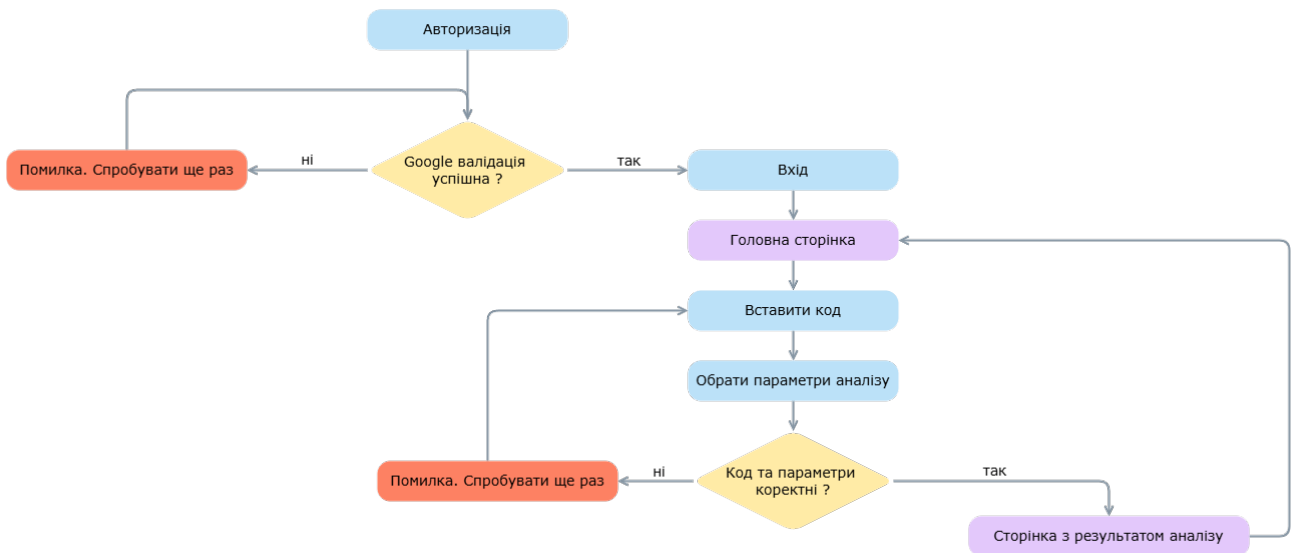 Авторизація
Помилка. Спробувати ще раз
ні
Google валідація
успішна ?
так
Вхід
Головна сторінка
Вставити код
Обрати параметри аналізу
Помилка. Спробувати ще раз
ні
Код та параметри
коректні ?
так
Сторінка з результатом аналізу